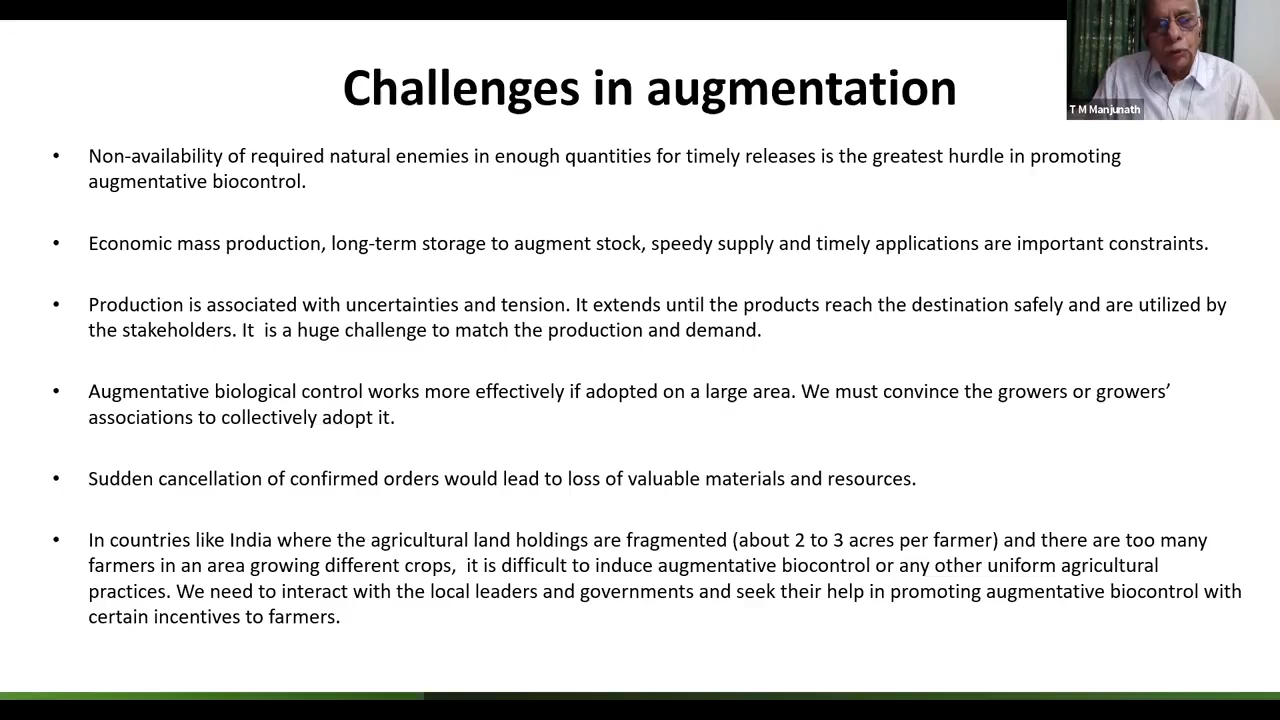 Challenges in augmentation
T M Manjunath
• Non-availability of required natural enemies in enough quantities for timely releases is the greatest hurdle in promoting
augmentative biocontrol.
• Economic mass production, long-term storage to augment stock, speedy supply and timely applications are important constraints.
• Production is associated with uncertainties and tension. It extends until the products reach the destination safely and are utilized by
the stakeholders. It  is a huge challenge to match the production and demand.
• Augmentative biological control works more effectively if adopted on a large area. We must convince the growers or growers’
associations to collectively adopt it.
• Sudden cancellation of confirmed orders would lead to loss of valuable materials and resources.
• In countries like India where the agricultural land holdings are fragmented (about 2 to 3 acres per farmer) and there are too many
farmers in an area growing different crops,  it is difficult to induce augmentative biocontrol or any other uniform agricultural
practices. We need to interact with the local leaders and governments and seek their help in promoting augmentative biocontrol with
certain incentives to farmers.